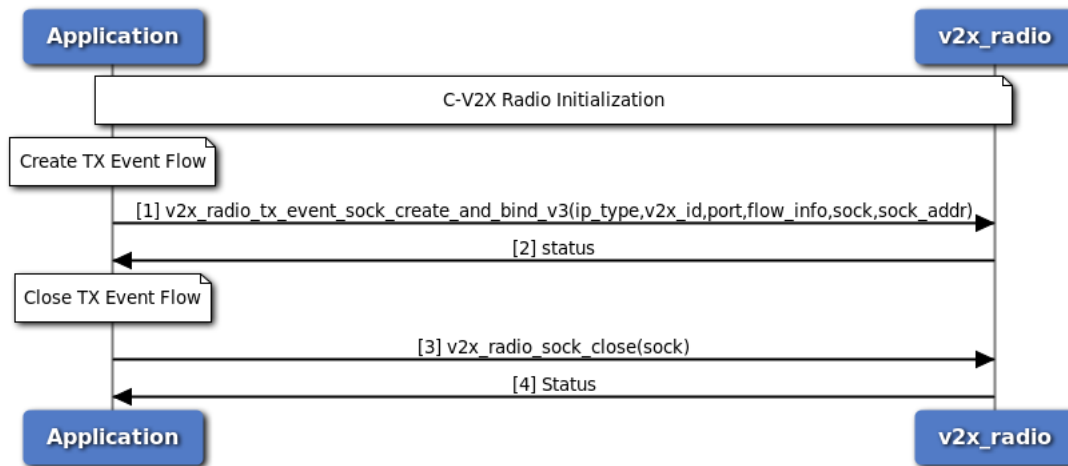 Application
v2x_radio
C-V2X Radio Initialization
Create TX Event Flow
[1] v2x_radio_tx_event_sock_create_and_bind_v3(ip_type,v2x_id,port,flow_info,sock,sock_addr)
[2] status
Close TX Event Flow
[3] v2x_radio_sock_close(sock)
[4] Status
Application
v2x_radio